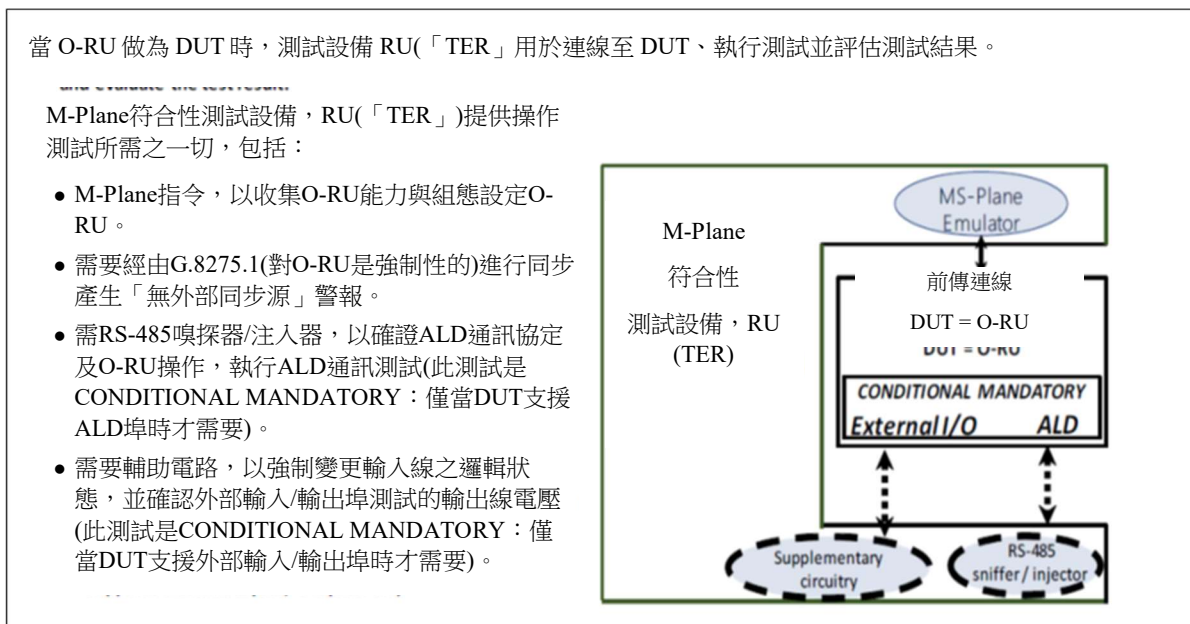 當 O-RU 做為 DUT 時，測試設備 RU(「TER」用於連線至 DUT、執行測試並評估測試結果。
and evaluate the test result.
M-Plane符合性測試設備，RU(「TER」)提供操作
測試所需之一切，包括：
● M-Plane指令，以收集O-RU能力與組態設定O-
RU。
● 需要經由G.8275.1(對O-RU是強制性的)進行同步
產生「無外部同步源」警報。
● 需RS-485嗅探器/注入器，以確證ALD通訊協定
及O-RU操作，執行ALD通訊測試(此測試是
CONDITIONAL MANDATORY：僅當DUT支援
ALD埠時才需要)。
● 需要輔助電路，以強制變更輸入線之邏輯狀
態，並確認外部輸入/輸出埠測試的輸出線電壓
(此測試是CONDITIONAL MANDATORY：僅
當DUT支援外部輸入/輸出埠時才需要)。
M-Plane
符合性
測試設備，RU
(TER)
MS-Plane
Emulator
前傳連線
DUT = O-RU
DUT = O-RU
CONDITIONAL MANDATORY
External I/O ALD
Supplementary
circuitry
RS-485
sniffer / injector